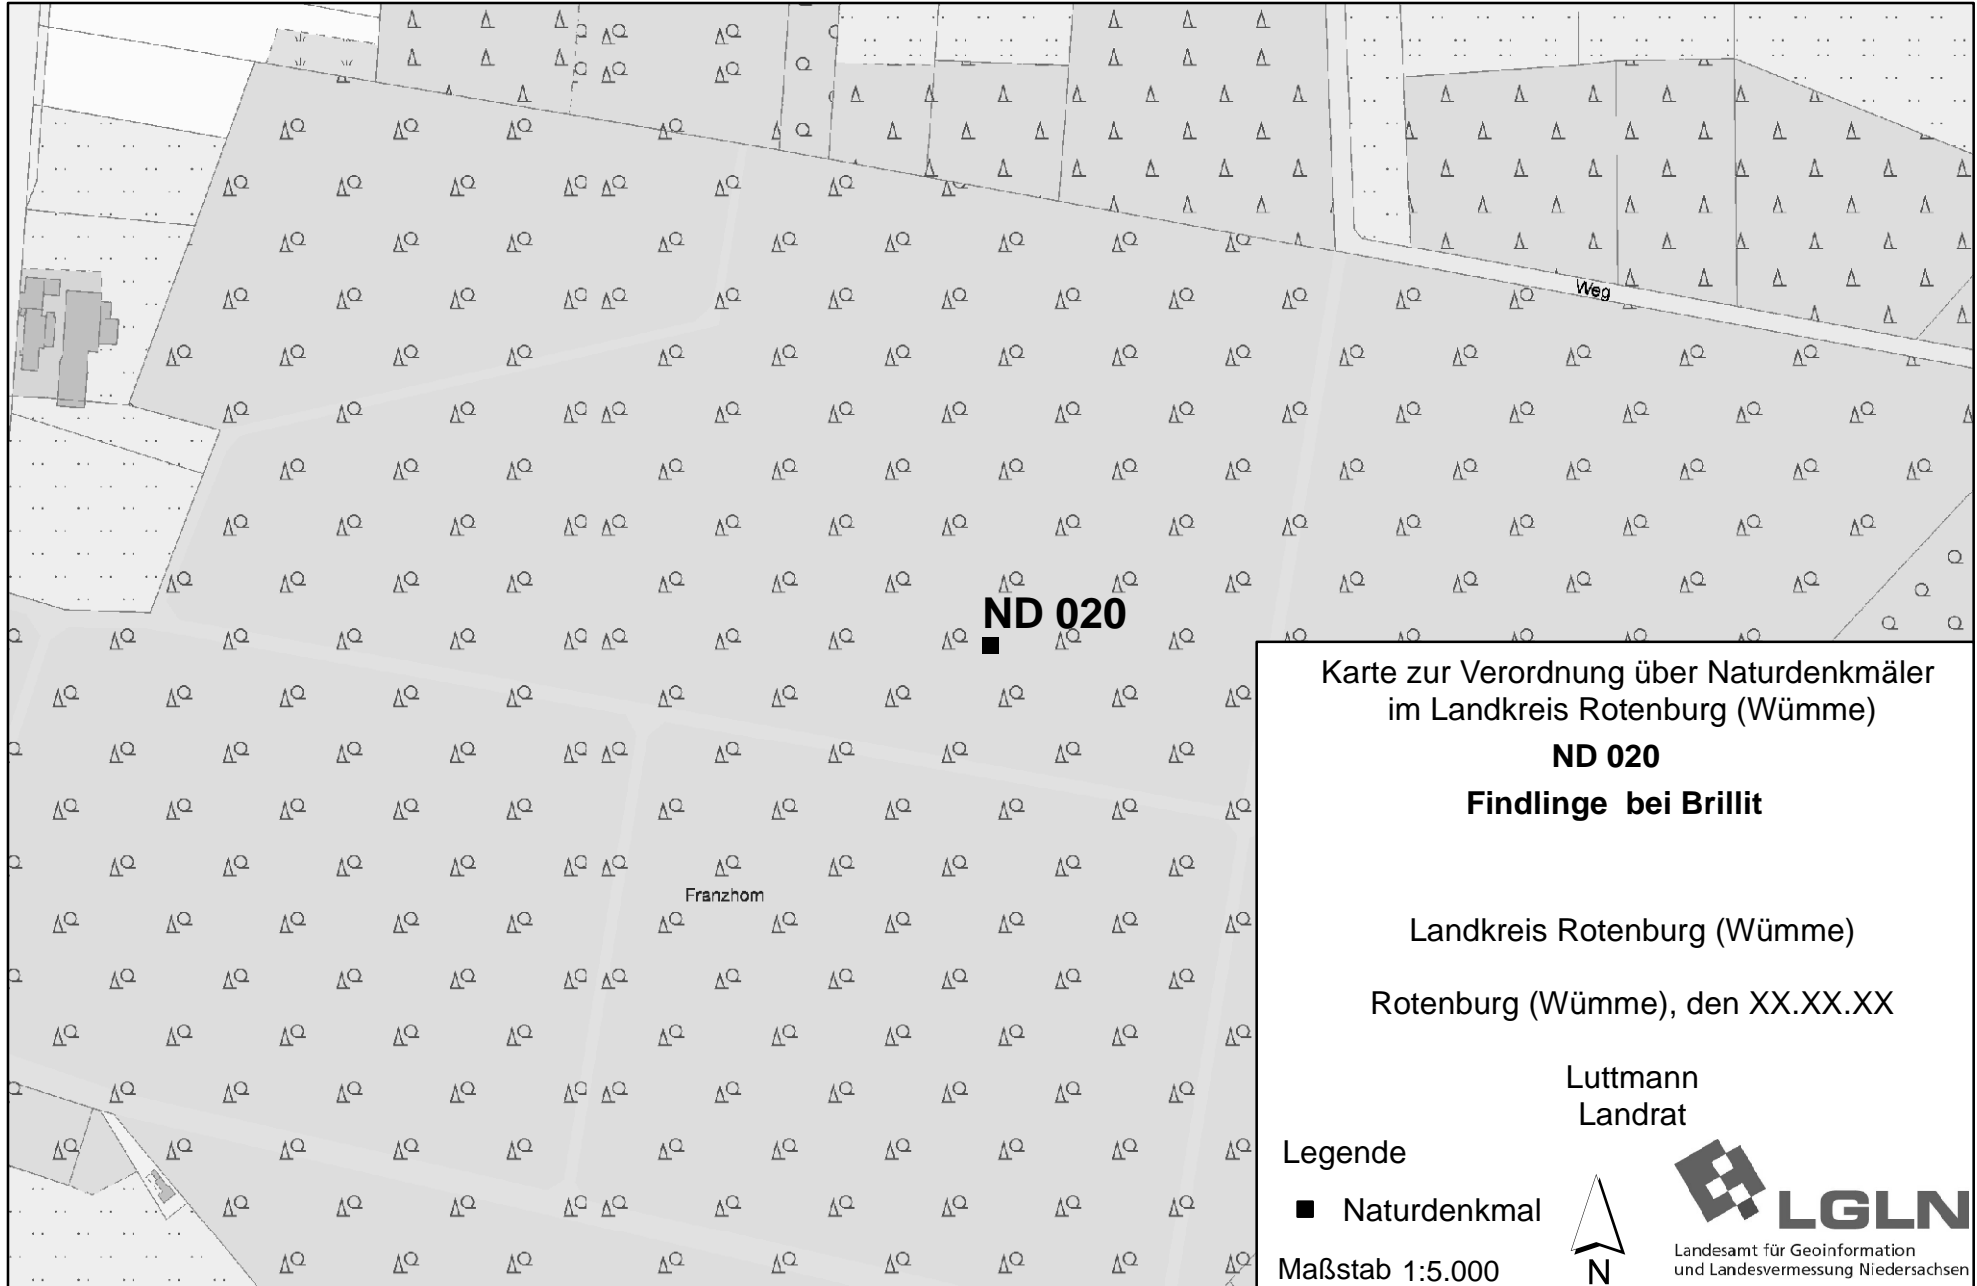 Weg
ND 020
Franzhorn
Karte zur Verordnung über Naturdenkmäler
im Landkreis Rotenburg (Wümme)
ND 020
Findlinge bei Brillit
Landkreis Rotenburg (Wümme)
Rotenburg (Wümme), den XX.XX.XX
Luttmann
Landrat
Legende
Naturdenkmal
Maßstab 1:5.000
N
LGLN
Landesamt für Geoinformation
und Landesvermessung Niedersachsen